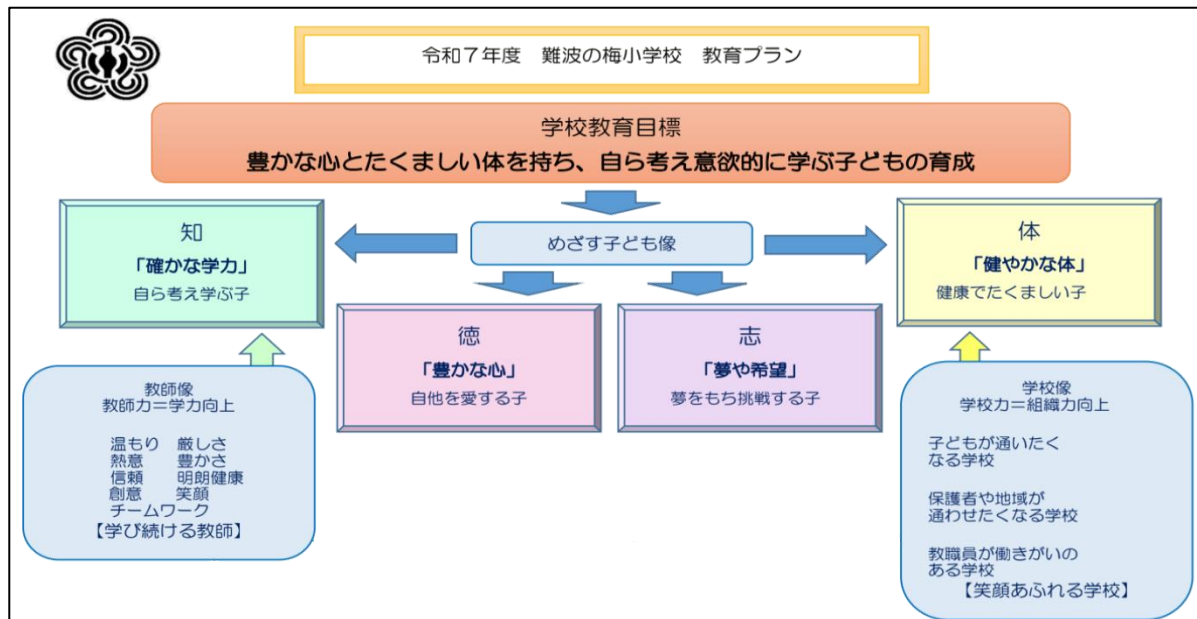 令和７年度　難波の梅小学校　教育プラン
学校教育目標
豊かな心とたくましい体を持ち、自ら考え意欲的に学ぶ子どもの育成
めざす子ども像
知
「確かな学力」
自ら考え学ぶ子
徳
「豊かな心」
自他を愛する子
志
「夢や希望」
夢をもち挑戦する子
体
「健やかな体」
健康でたくましい子
教師像
教師力＝学力向上
温もり　厳しさ
熱意　　豊かさ
信頼　　明朗健康
創意　　笑顔
チームワーク
【学び続ける教師】
学校像
学校力＝組織力向上
子どもが通いたく
なる学校
保護者や地域が
通わせたくなる学校
教職員が働きがいの
ある学校
【笑顔あふれる学校】